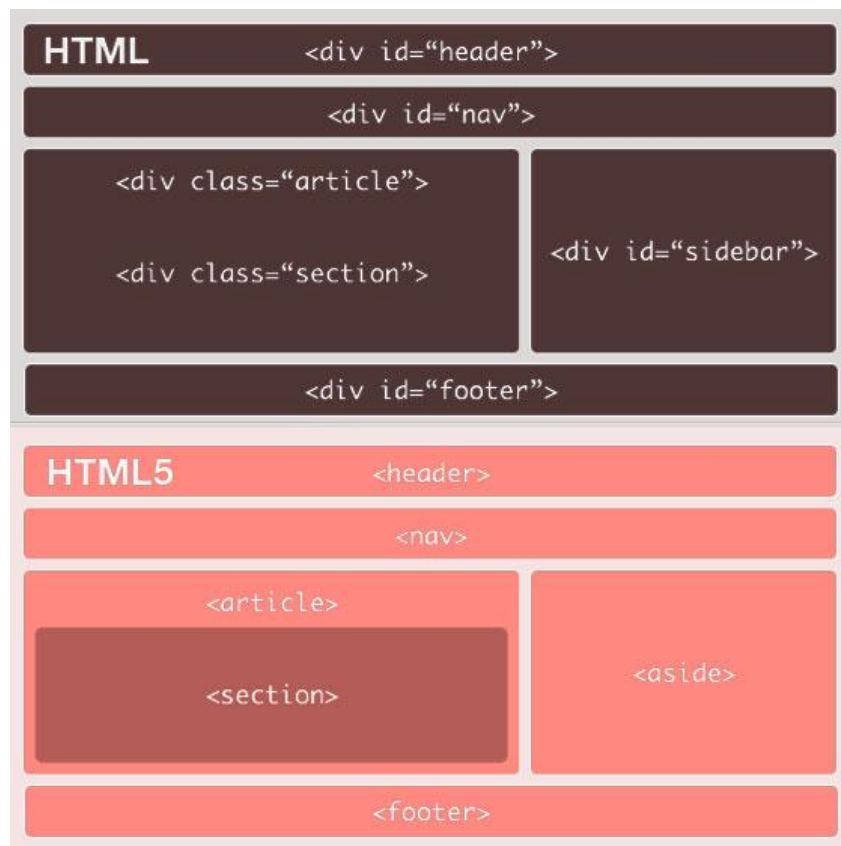 HTML <div id=“header”>
<div id=“nav”>
<div class=“article”>
<div class=“section”>
<div id=“sidebar”>
<div id=“footer”>
HTML5 <header>
<nav>
<article>
<section>
<aside>
<footer>